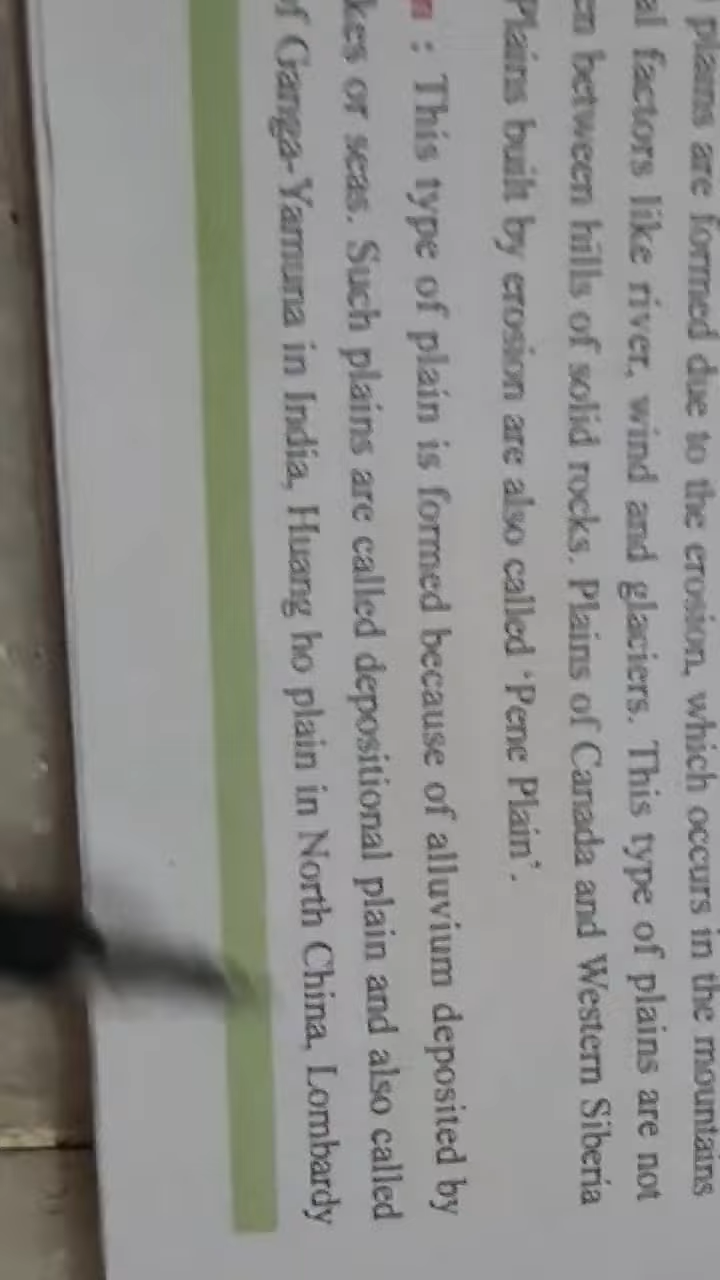 plains are formed due to the erosion, which occurs in the mountains
al factors like river, wind and glaciers. This type of plains are not
en between hills of solid rocks. Plains of Canada and Western Siberia
Plains built by erosion are also called ‘Pene Plain’.
n : This type of plain is formed because of alluvium deposited by
kes or seas. Such plains are called depositional plain and also called
of Ganga-Yamuna in India, Huang ho plain in North China, Lombardy